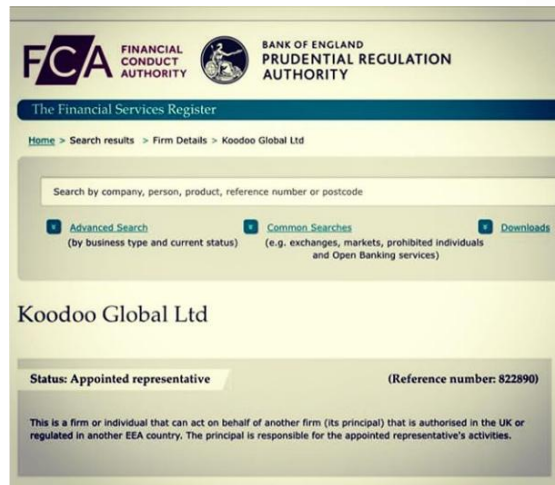 FCA FINANCIAL
CONDUCT
AUTHORITY
BANK OF ENGLAND
PRUDENTIAL REGULATION
AUTHORITY
The Financial Services Register
Home > Search results > Firm Details > Koodoo Global Ltd
Search by company, person, product, reference number or postcode
Advanced Search
(by business type and current status)
Common Searches
(e.g. exchanges, markets, prohibited individuals
and Open Banking services)
Downloads
Koodoo Global Ltd
Status: Appointed representative (Reference number: 822890)
This is a firm or individual that can act on behalf of another firm (its principal) that is authorised in the UK or
regulated in another EEA country. The principal is responsible for the appointed representative's activities.